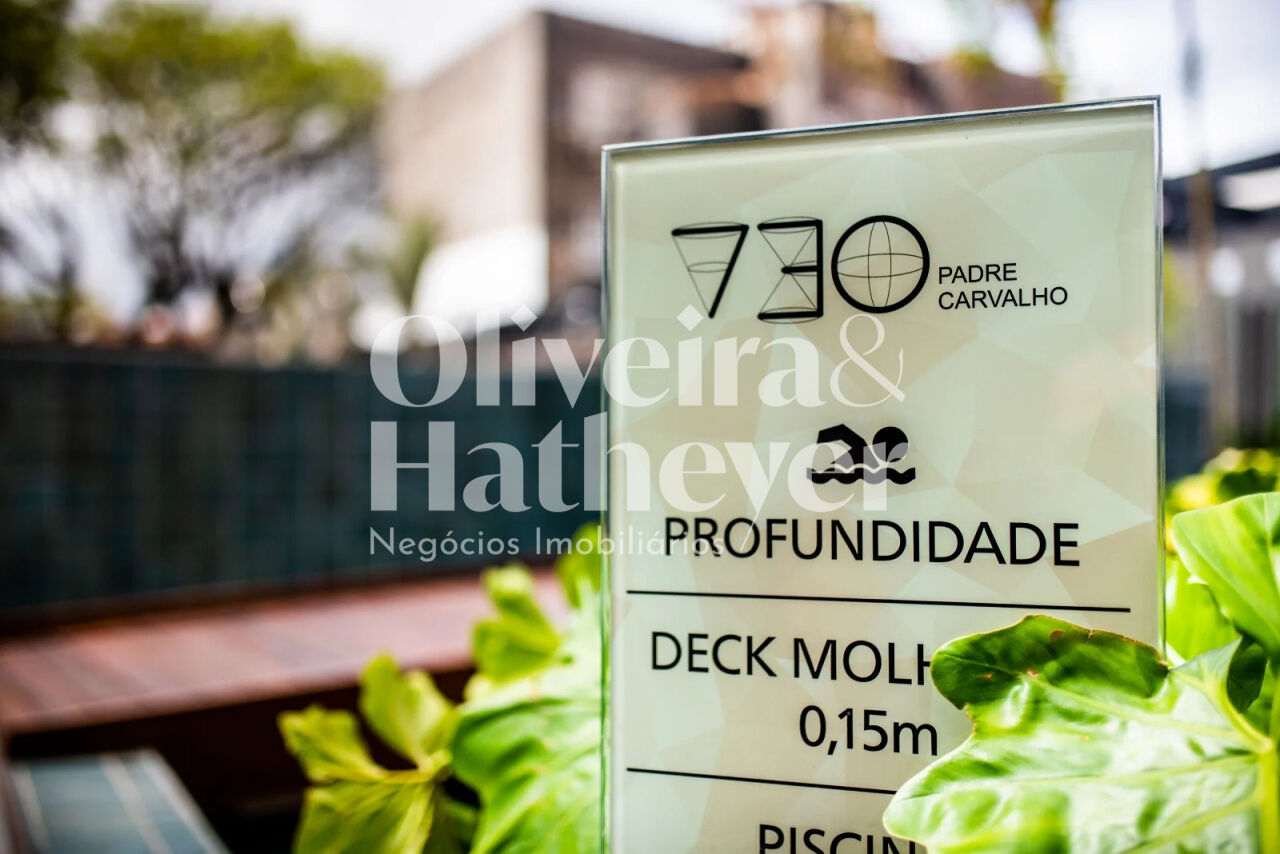 730 PADRE
CARVALHO
Oliveira&
Hatheyer
Negócios Imobiliários
PROFUNDIDADE
DECK MOLH
0,15m
PISCIN